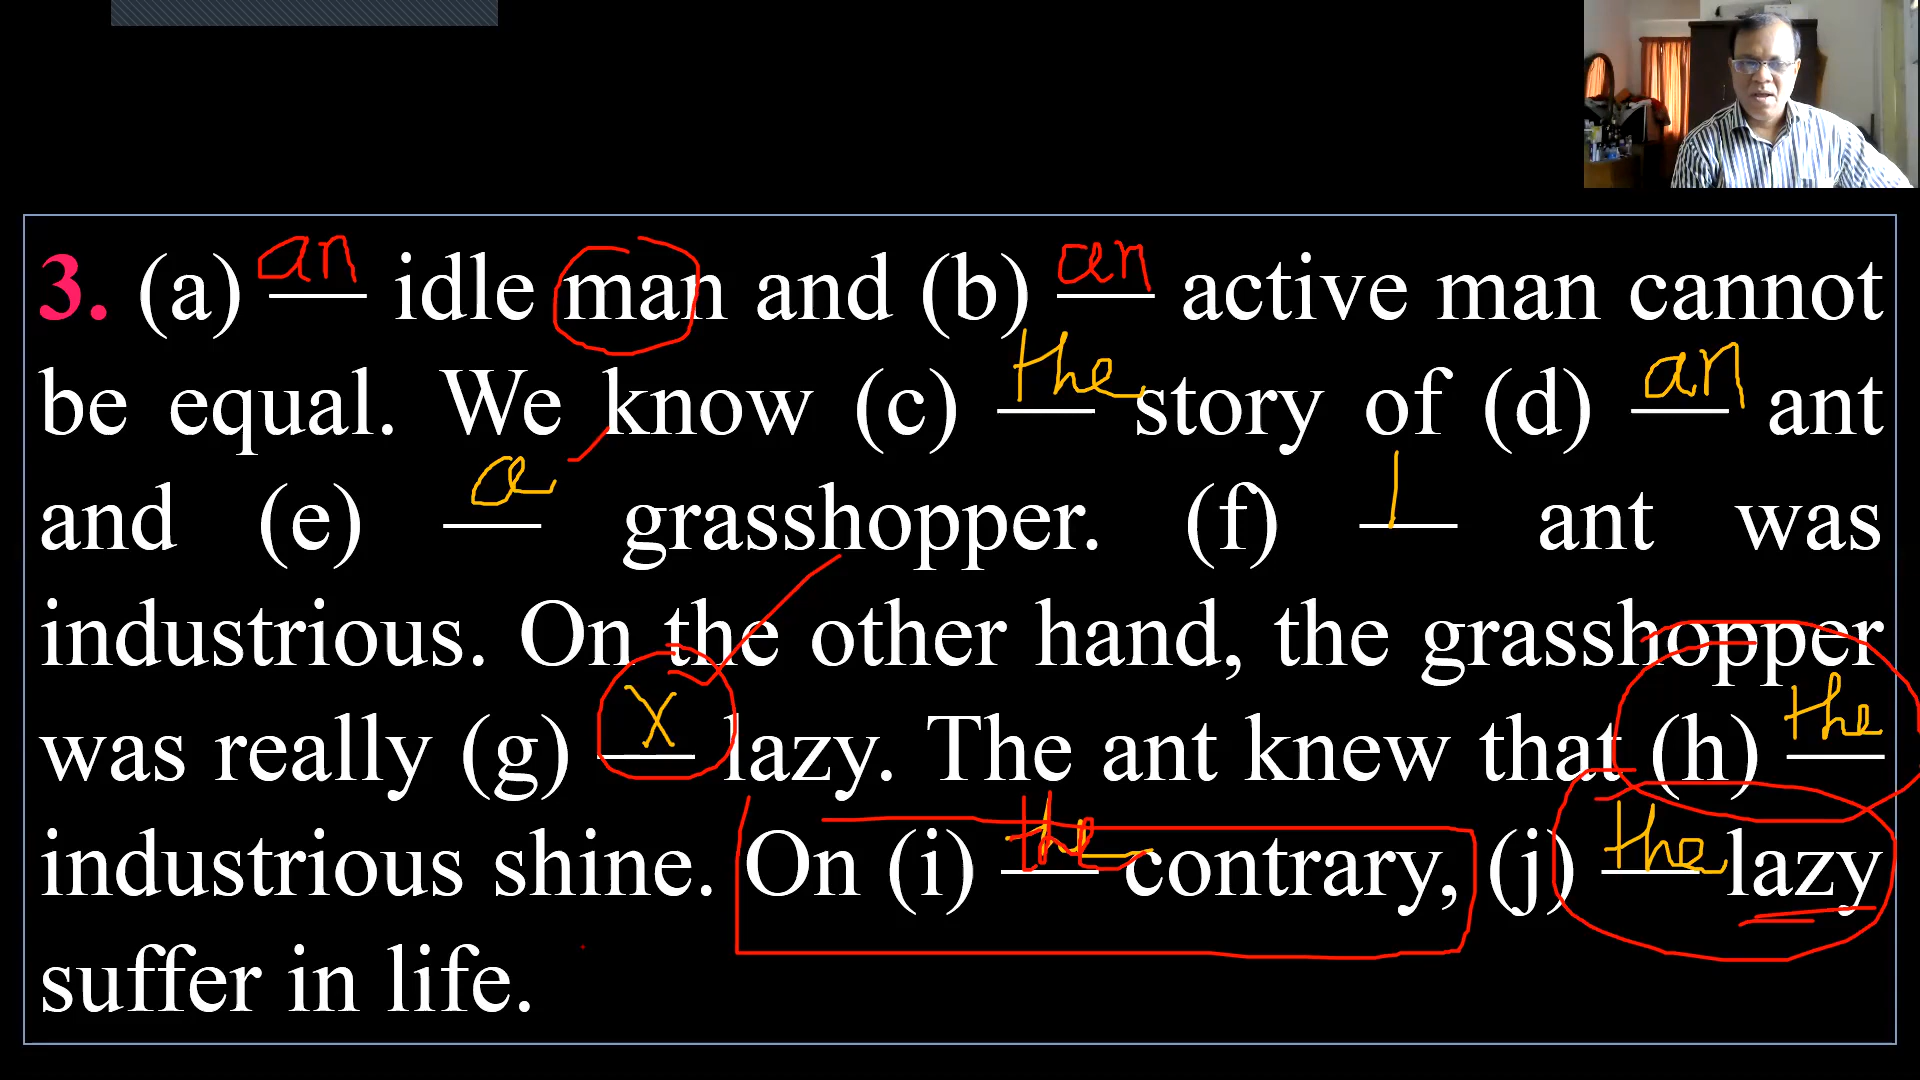 3. (a) an idle man and (b) an active man cannot
be equal. We know (c) the story of (d) an ant
and (e) a grasshopper. (f) ant was
industrious. On the other hand, the grasshopper
was really (g) X lazy. The ant knew that (h) the
industrious shine. On (i) the contrary, (j) the lazy
suffer in life.